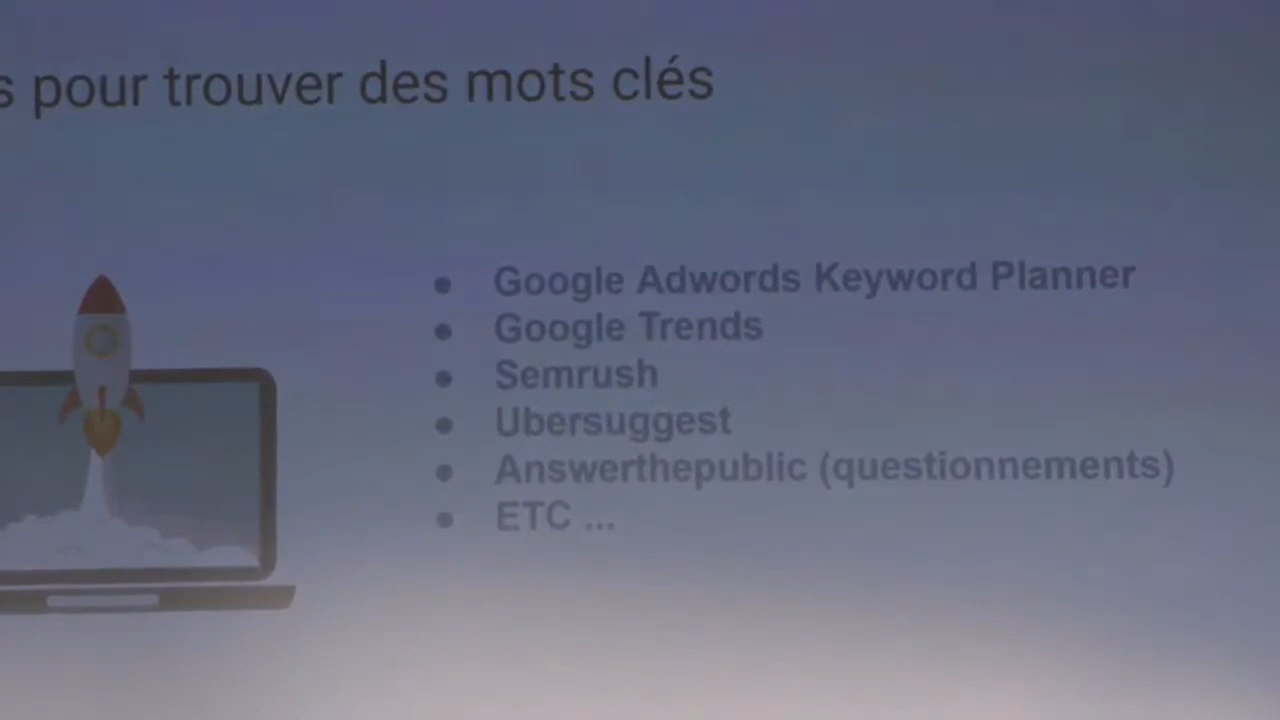 s pour trouver des mots clés
● Google Adwords Keyword Planner
● Google Trends
● Semrush
● Ubersuggest
● Answerthepublic (questionnements)
● ETC ...